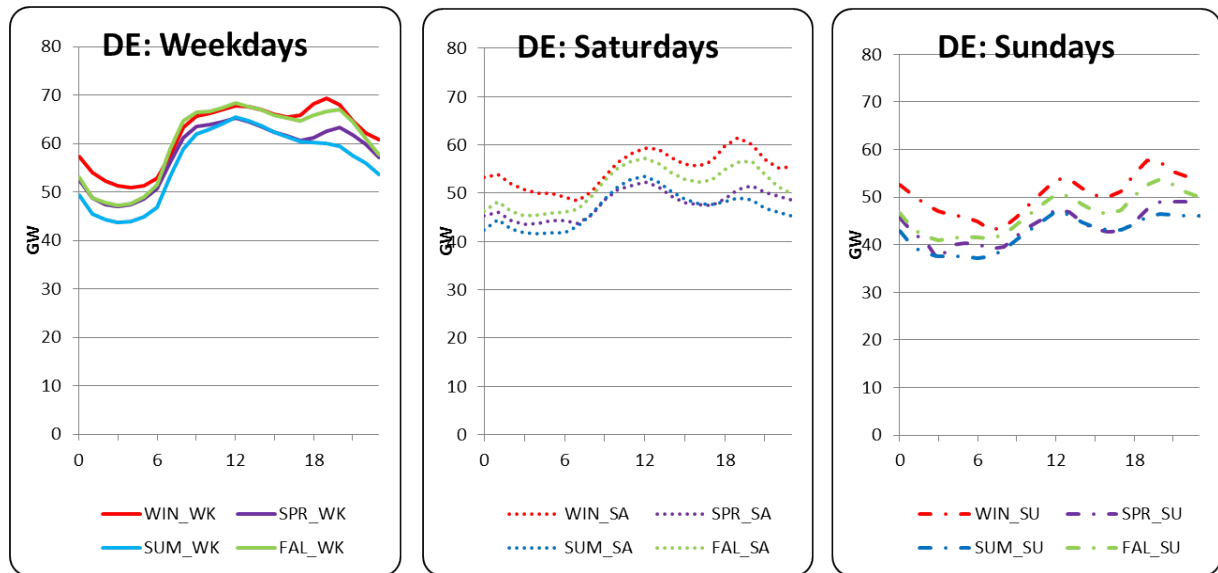 DE: Weekdays
80
70
60
50
40
30
20
10
0
GW
0 6 12 18
WIN_WK SPR_WK
SUM_WK FAL_WK
DE: Saturdays
80
70
60
50
40
30
20
10
0
GW
0 6 12 18
WIN_SA SPR_SA
SUM_SA FAL_SA
DE: Sundays
80
70
60
50
40
30
20
10
0
GW
0 6 12 18
WIN_SU SPR_SU
SUM_SU FAL_SU